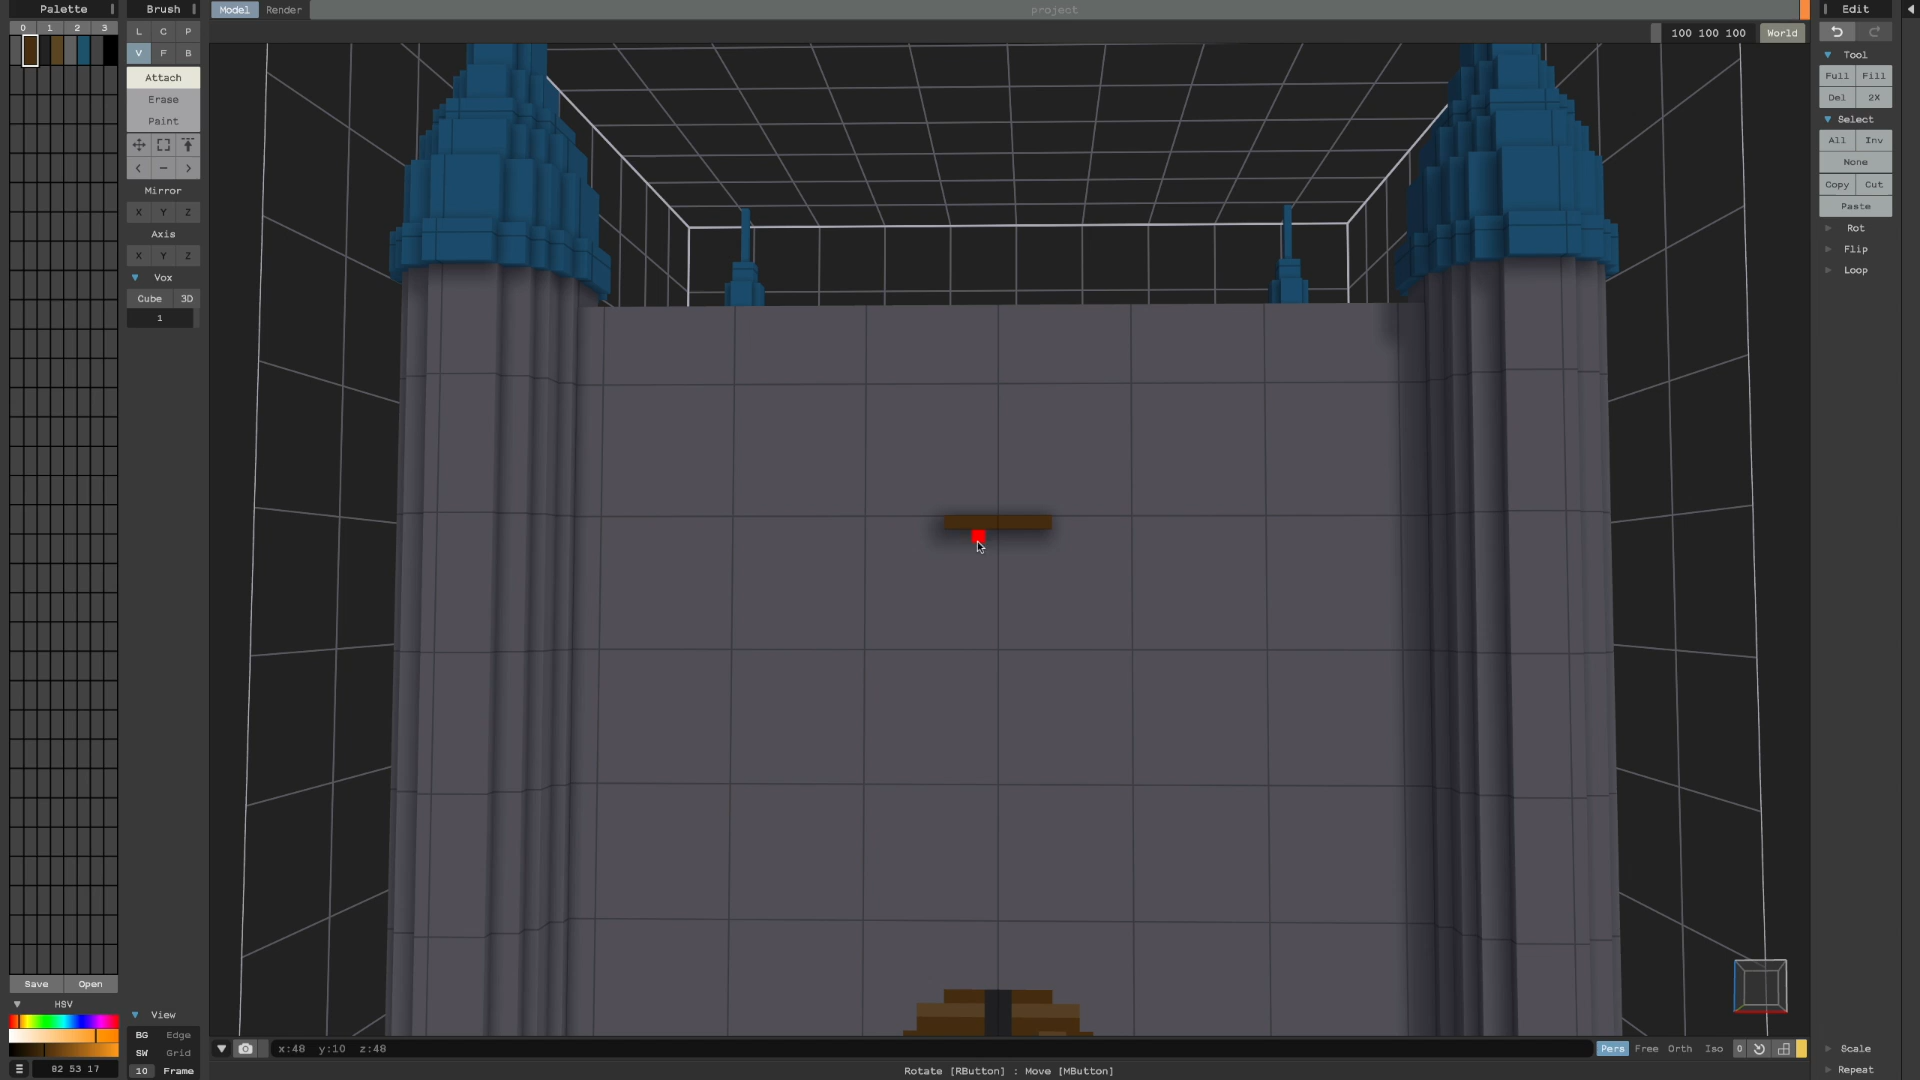 Palette
Brush
Model Render
project
Edit
0 1 2 3
L C P
100 100 100 World
V F B
Tool
Attach
Full Fill
Erase
Del 2X
Paint
Select
All Inv
< – >
None
Mirror
Copy Cut
X Y Z
Paste
Axis
Rot
X Y Z
Flip
Vox
Loop
Cube 3D
1
Save Open
HSV
View
BG Edge
x:48 y:10 z:48
Pers Free Orth Iso 0
Scale
SW Grid
82 53 17
10 Frame
Rotate [RButton] : Move [MButton]
Repeat